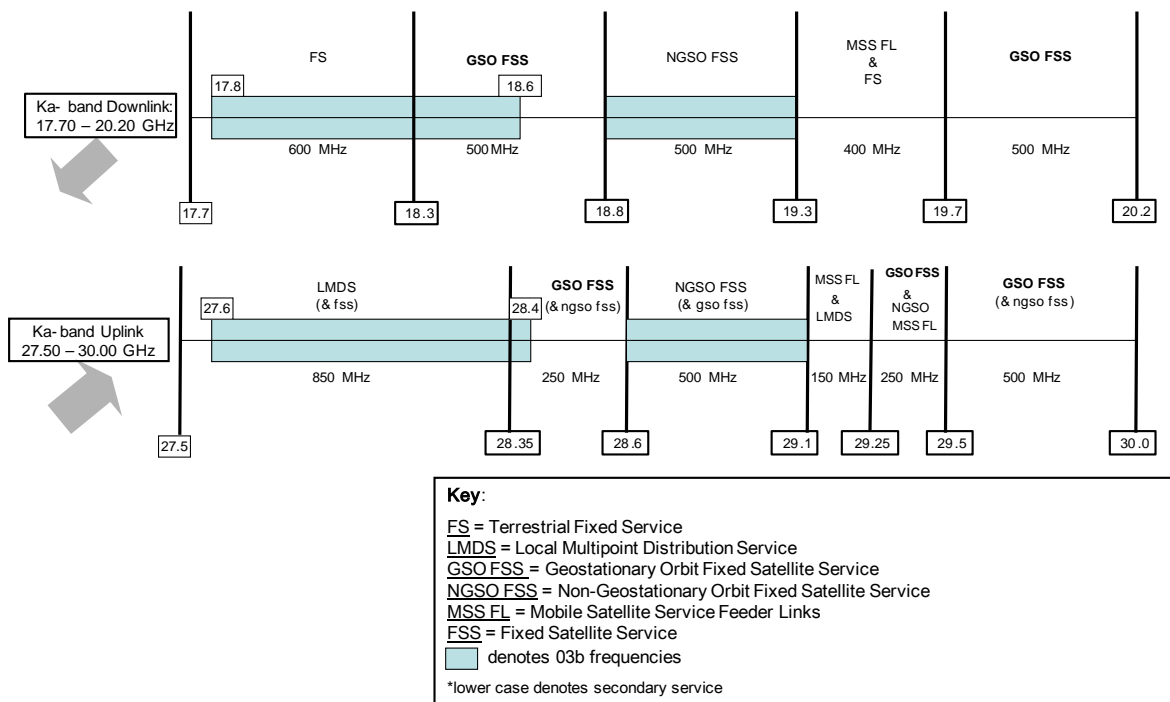 FS
GSO FSS
NGSO FSS
MSS FL
&
FS
GSO FSS
17.8
18.6
Ka- band Downlink:
17.70 – 20.20 GHz
600 MHz
500 MHz
500 MHz
400 MHz
500 MHz
17.7
18.3
18.8
19.3
19.7
20.2
LMDS
(& fss)
GSO FSS
(& ngso fss)
NGSO FSS
(& gso fss)
MSS FL
&
LMDS
GSO FSS
&
NGSO
MSS FL
GSO FSS
(& ngso fss)
27.6
28.4
Ka- band Uplink
27.50 – 30.00 GHz
850 MHz
250 MHz
500 MHz
150 MHz
250 MHz
500 MHz
27.5
28.35
28.6
29.1
29.25
29.5
30.0
Key:
FS = Terrestrial Fixed Service
LMDS = Local Multipoint Distribution Service
GSO FSS = Geostationary Orbit Fixed Satellite Service
NGSO FSS = Non-Geostationary Orbit Fixed Satellite Service
MSS FL = Mobile Satellite Service Feeder Links
FSS = Fixed Satellite Service
denotes 03b frequencies
*lower case denotes secondary service